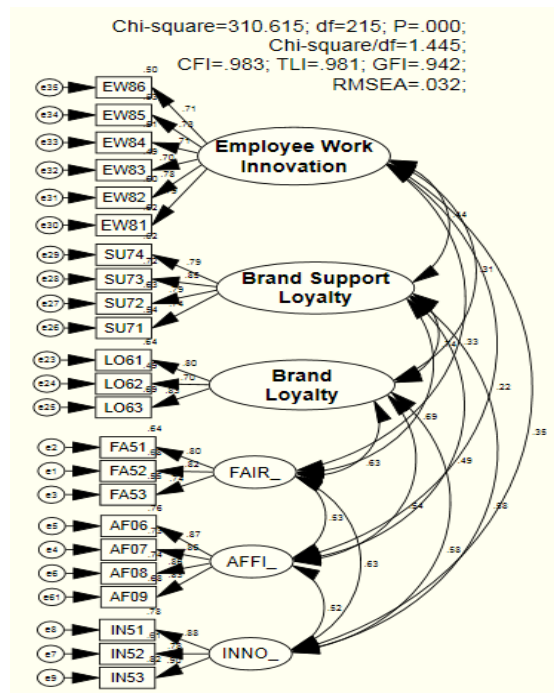 Chi-square=310.615; df=215; P=.000;
Chi-square/df=1.445;
CFI=.983; TLI=.981; GFI=.942;
RMSEA=.032;
.50
e35 EW86 .71
e34 EW85
e33 EW84 .71
e32 EW83 .70
e31 EW82 .78
e30 EW81
Employee Work
Innovation
.62
e29 SU74 .79
e28 SU73 .85
e27 SU72 .79
e26 SU71
Brand Support
Loyalty
.64
e23 LO61 .80
e24 LO62 .70
e25 LO63
Brand
Loyalty
.64
e2 FA51 .80
e1 FA52 .82
e3 FA53
FAIR_
.76
e5 AF06 .87
e4 AF07
e6 AF08
e61 AF09
AFFI_
.78
e8 IN51 .88
e7 IN52
e9 IN53
INNO_
.44
.31
.33
.22
.35
.69
.63
.49
.54
.58
.58
.53
.63
.52